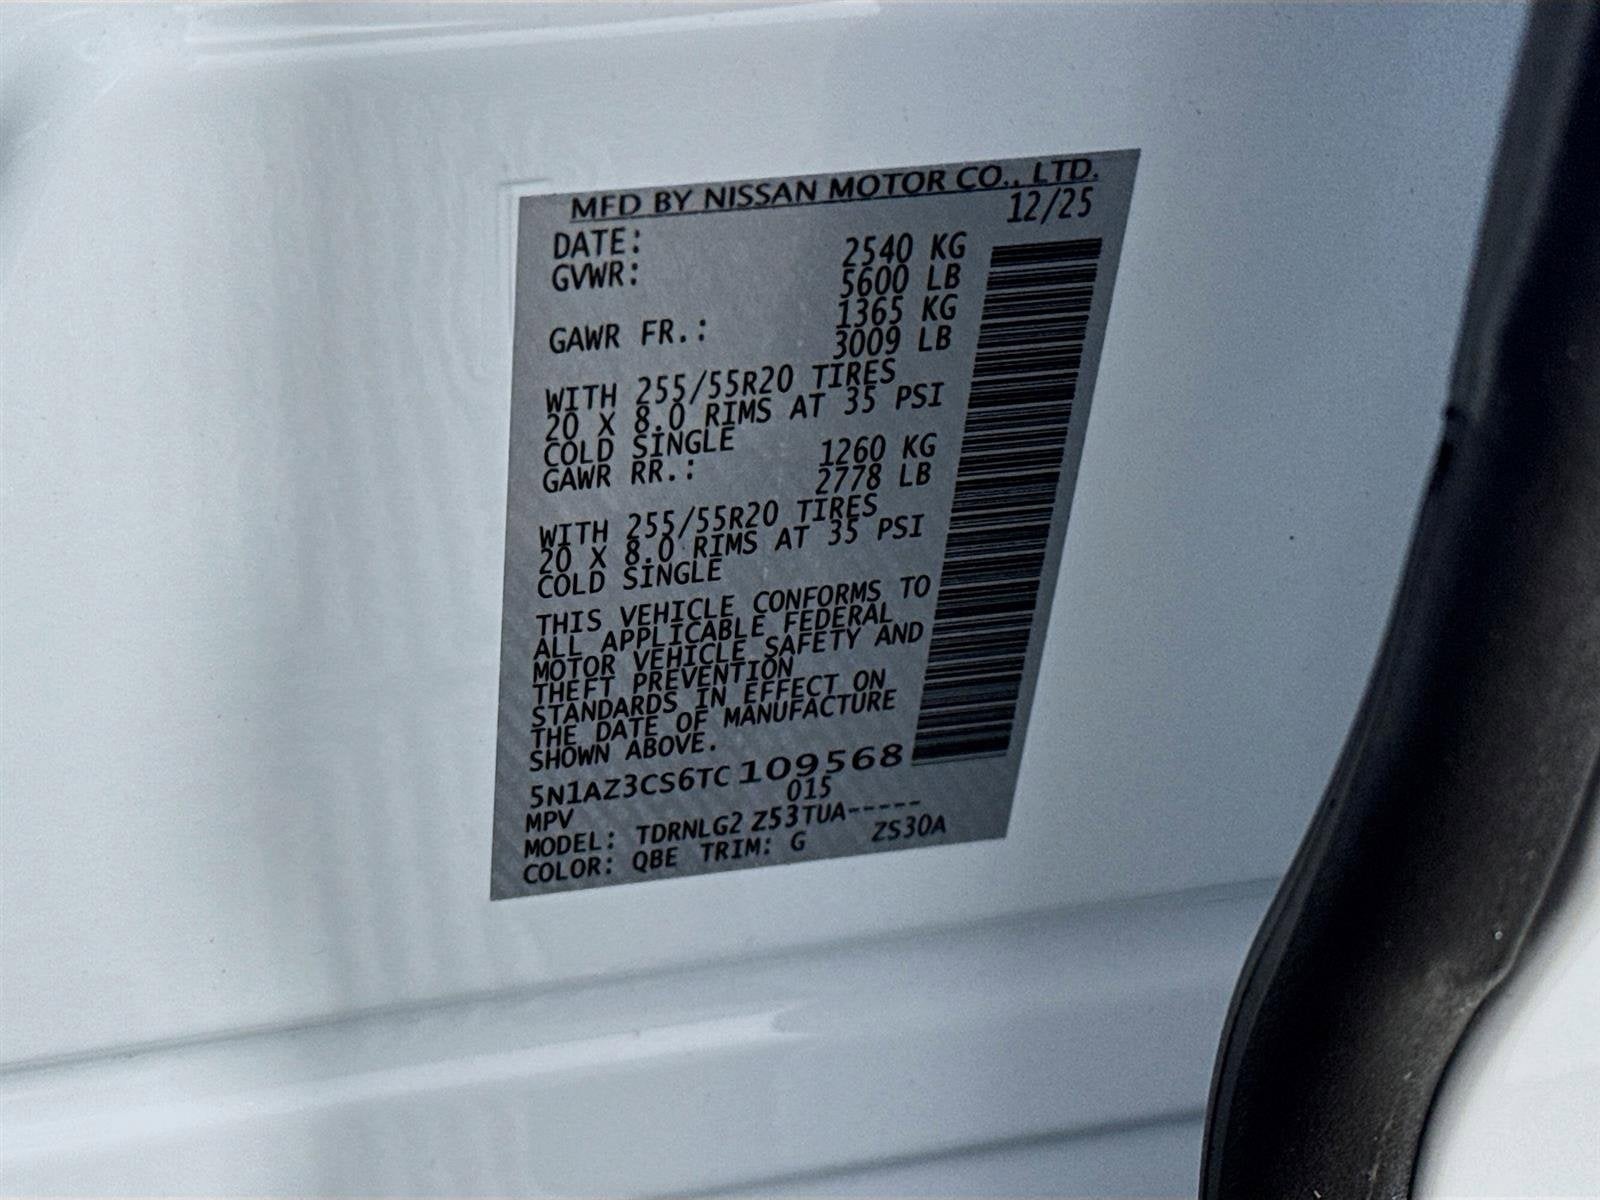 MFD BY NISSAN MOTOR CO., LTD.
DATE: 12/25
GVWR: 2540 KG
5600 LB
GAWR FR.: 1365 KG
3009 LB
WITH 255/55R20 TIRES
20 X 8.0 RIMS AT 35 PSI
COLD SINGLE
GAWR RR.: 1260 KG
2778 LB
WITH 255/55R20 TIRES
20 X 8.0 RIMS AT 35 PSI
COLD SINGLE
THIS VEHICLE CONFORMS TO
ALL APPLICABLE FEDERAL
MOTOR VEHICLE SAFETY AND
THEFT PREVENTION
STANDARDS IN EFFECT ON
THE DATE OF MANUFACTURE
SHOWN ABOVE.
5N1AZ3CS6TC109568
MPV 015
MODEL: TDRNLG2 Z53TUA-----
COLOR: QBE TRIM: G ZS30A